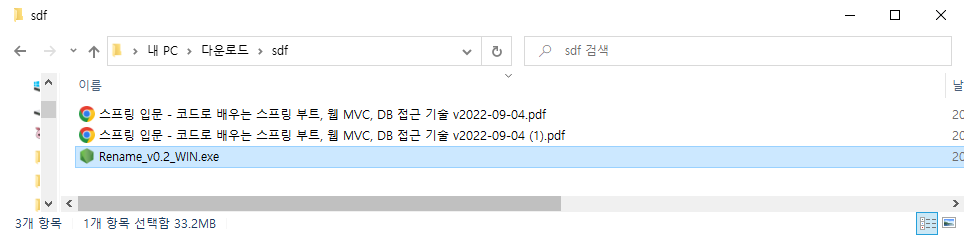 sdf
내 PC > 다운로드 > sdf
sdf 검색
이름
날
스프링 입문 - 코드로 배우는 스프링 부트, 웹 MVC, DB 접근 기술 v2022-09-04.pdf
20
스프링 입문 - 코드로 배우는 스프링 부트, 웹 MVC, DB 접근 기술 v2022-09-04 (1).pdf
20
Rename_v0.2_WIN.exe
20
3개 항목
1개 항목 선택함 33.2MB